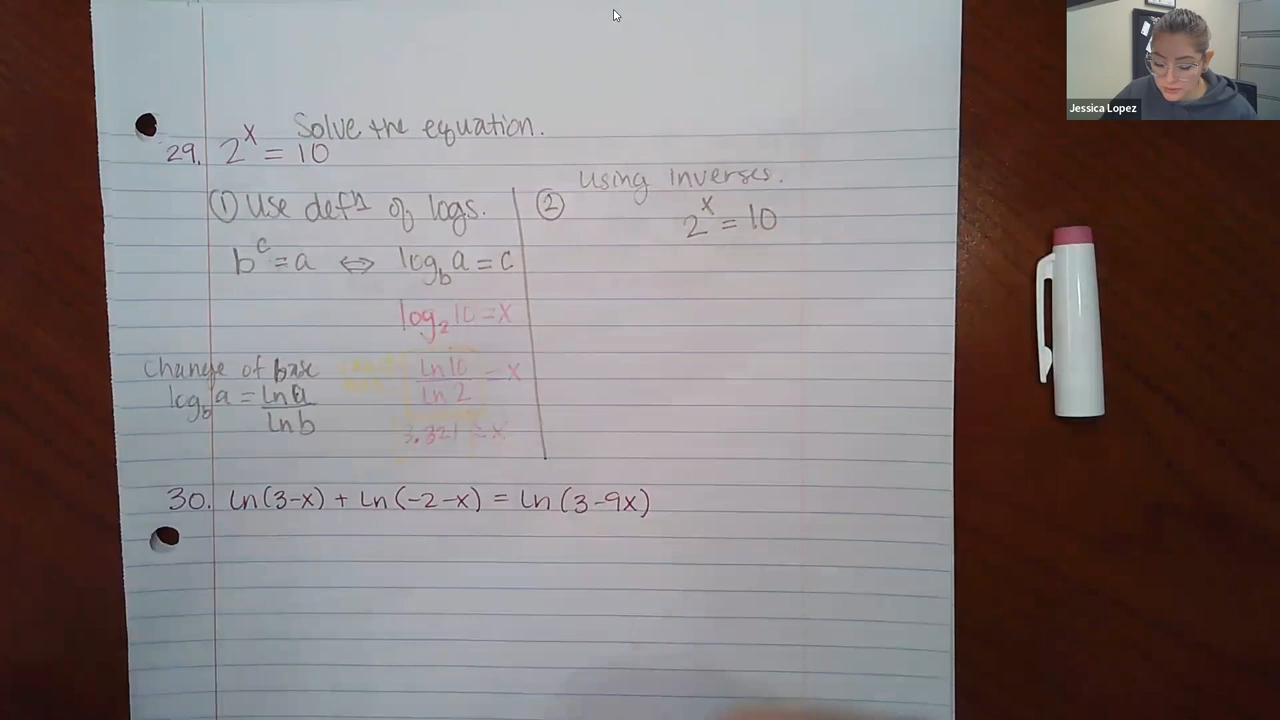 Solve the equation.
29. 2^x = 10
① Use defⁿ of logs.
b^c = a ⇔ log_b a = c
log_2 10 = x
Change of base
log_b a = ln a / ln b
ln 10 / ln 2 = x
3.321 ≈ x
② Using inverses.
2^x = 10
30. ln(3-x) + ln(-2-x) = ln(3-9x)
Jessica Lopez